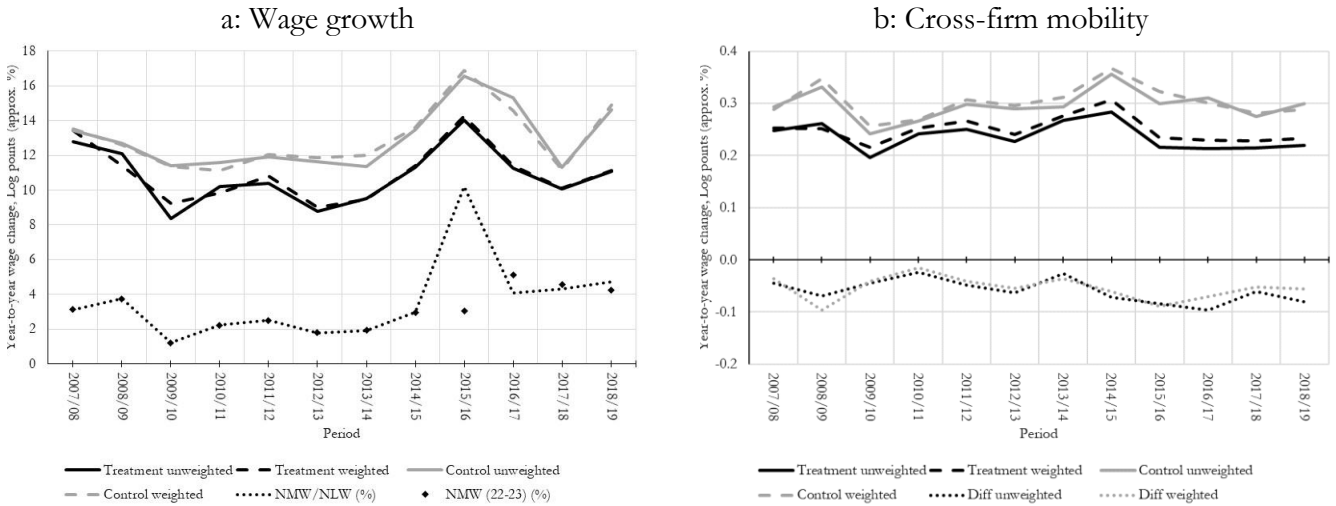 a: Wage growth
Year-to-year wage change, Log pounts (approx. %)
18
16
14
12
10
8
6
4
2
0
2007/08
2008/09
2009/10
2010/11
2011/12
2012/13
2013/14
2014/15
2015/16
2016/17
2017/18
2018/19
Period
Treatment unweighted
Treatment weighted
Control unweighted
Control weighted
NMW/NLW (%)
NMW (22-23) (%)
b: Cross-firm mobility
Year-to-year wage change, Log pounts (approx. %)
0.4
0.3
0.2
0.1
0.0
-0.1
-0.2
2007/08
2008/09
2009/10
2010/11
2011/12
2012/13
2013/14
2014/15
2015/16
2016/17
2017/18
2018/19
Period
Treatment unweighted
Treatment weighted
Control unweighted
Control weighted
Diff unweighted
Diff weighted